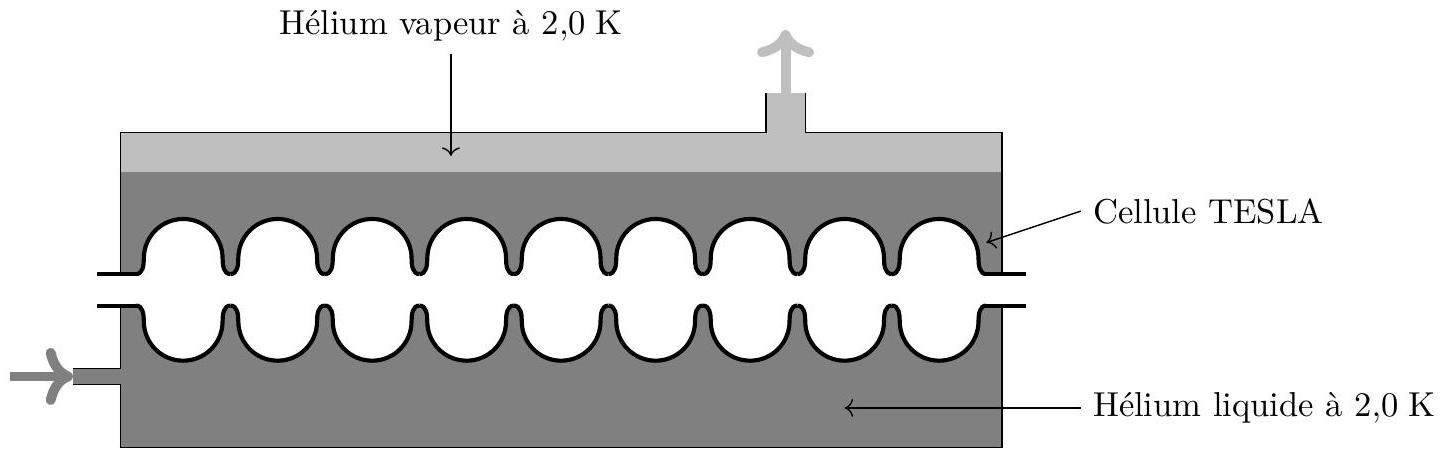 Hélium vapeur à 2,0 K
Cellule TESLA
Hélium liquide à 2,0 K